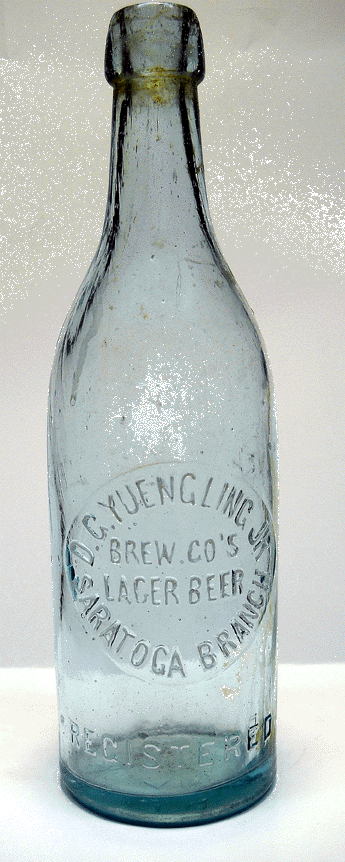 D.G. YUENGLING JR.
BREW. CO'S
LAGER BEER
SARATOGA BRANCH
REGISTERED